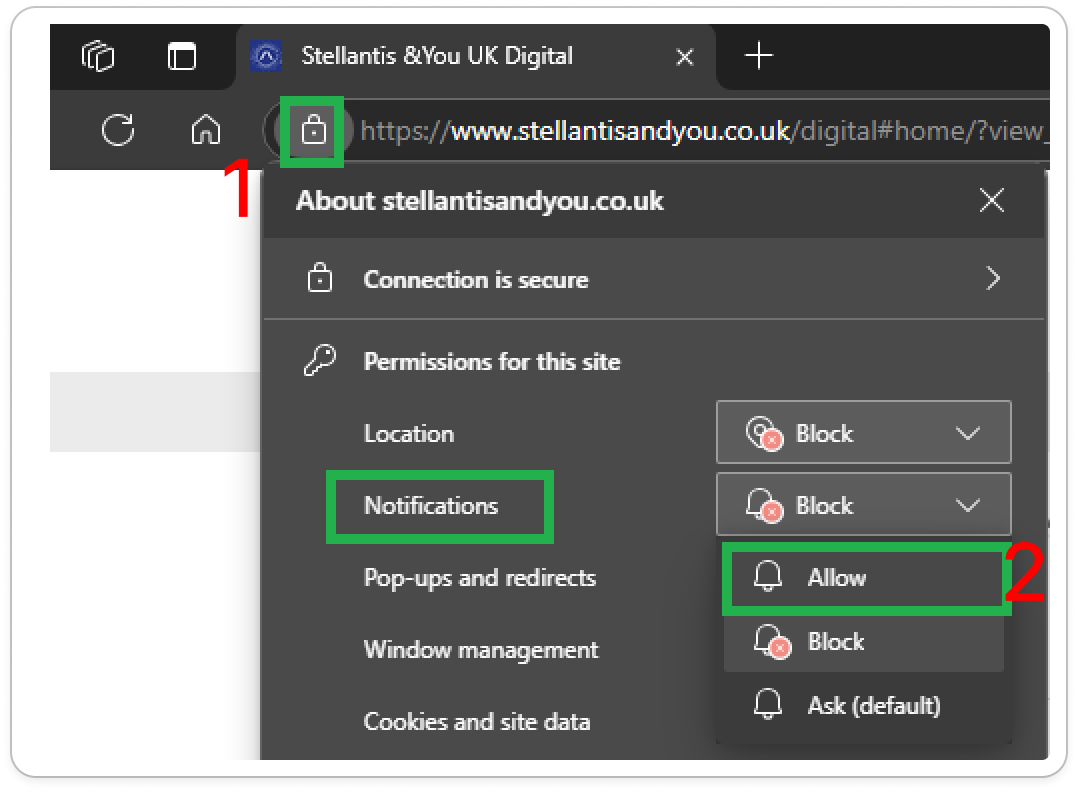 Stellantis &You UK Digital
https://www.stellantisandyou.co.uk/digital#home/?view_
1
About stellantisandyou.co.uk
Connection is secure
Permissions for this site
Location Block
Notifications Block
Pop-ups and redirects Allow 2
Window management Block
Cookies and site data Ask (default)